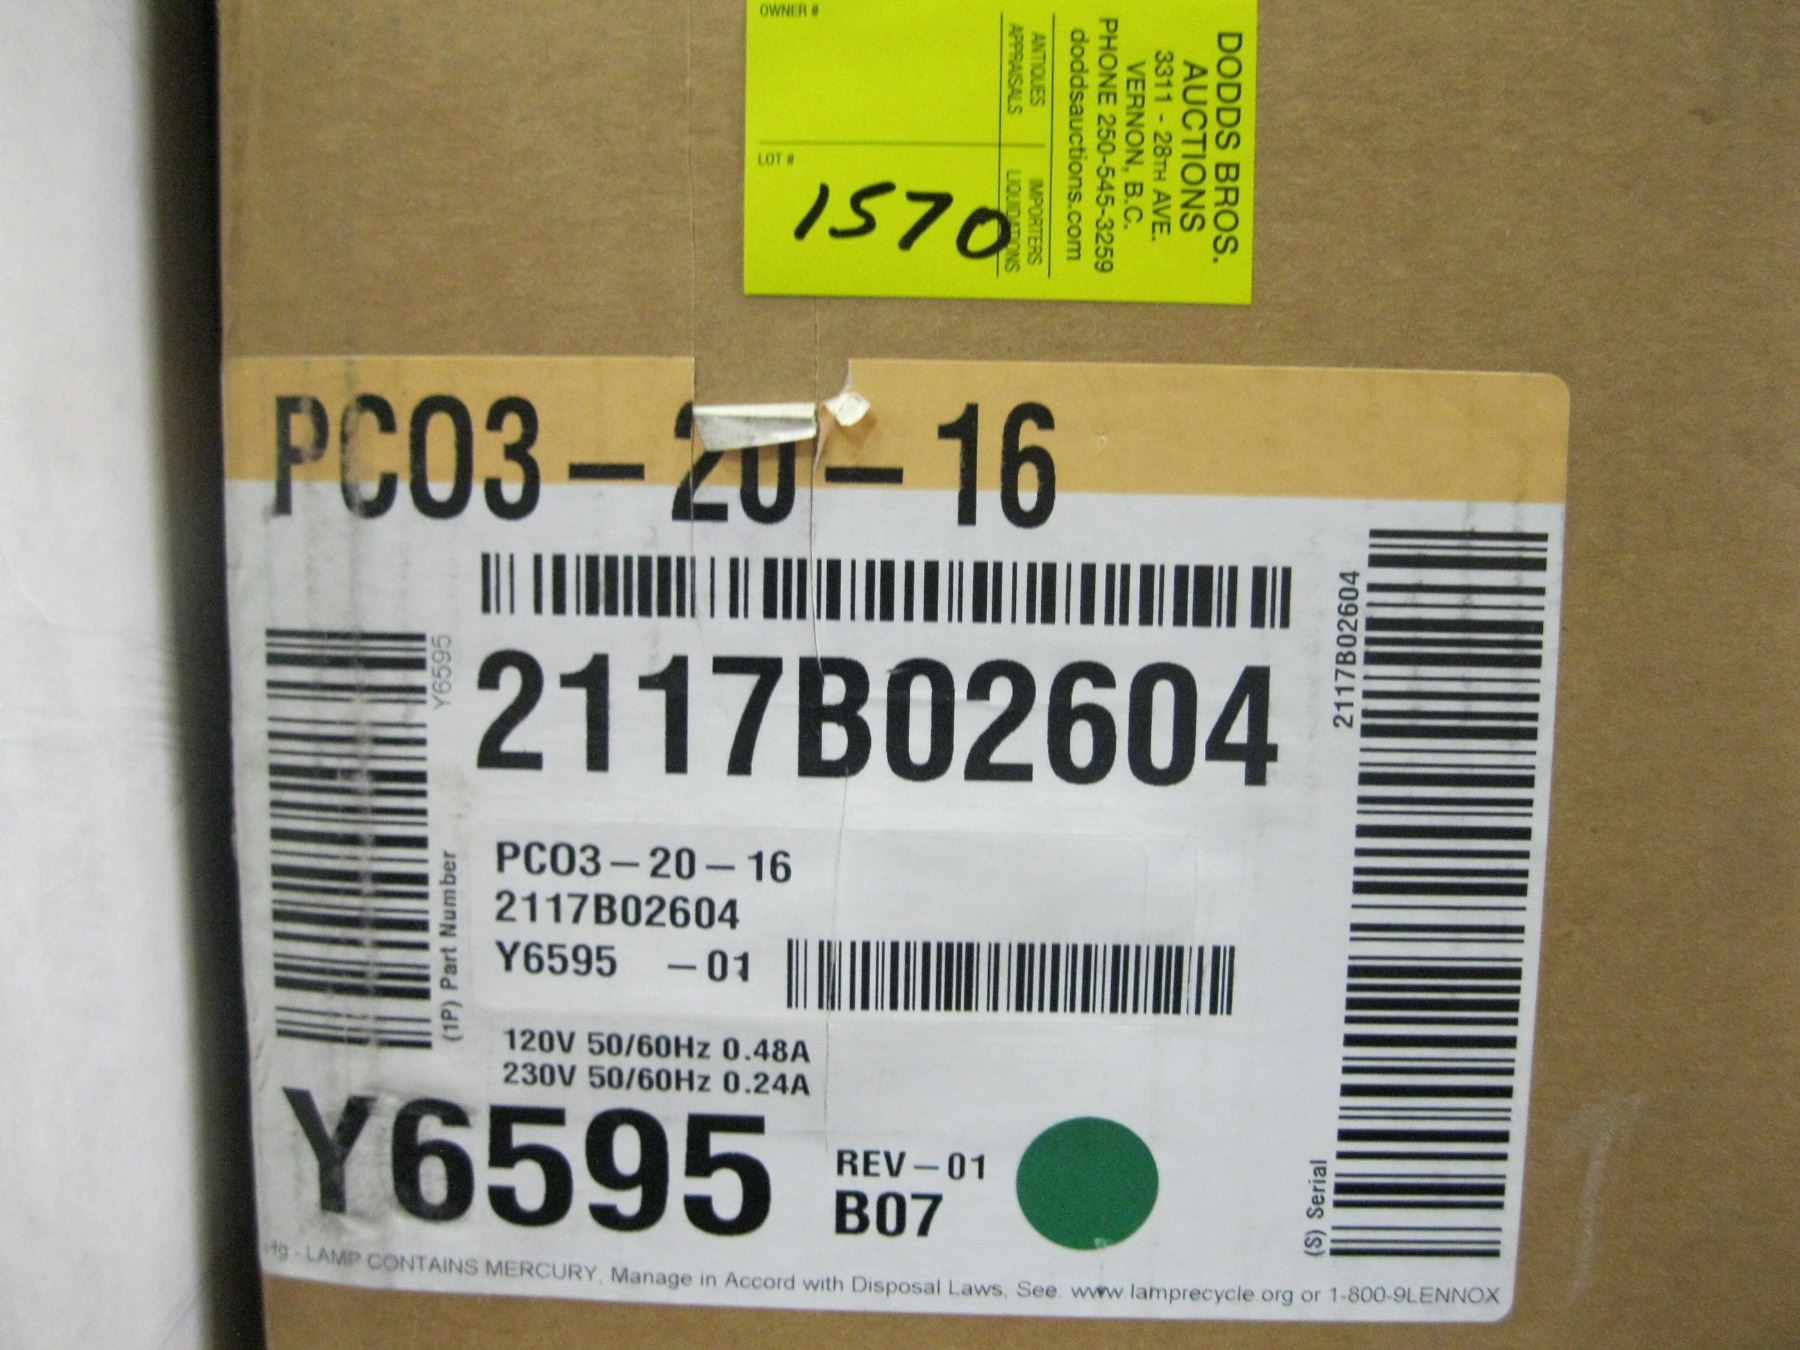 OWNER #
LOT #
1570
DODDS BROS.
AUCTIONS
3311 - 28TH AVE.
VERNON, B.C.
PHONE 250-545-3259
doddsauctions.com
ANTIQUES IMPORTERS
APPRAISALS LIQUIDATIONS
PCO3-20-16
2117B02604
Y6595
(1P) Part Number
2117B02604
(S) Serial
PCO3-20-16
2117B02604
Y6595 -01
120V 50/60Hz 0.48A
230V 50/60Hz 0.24A
Y6595
REV-01
B07
Hg - LAMP CONTAINS MERCURY, Manage in Accord with Disposal Laws, See: www.lamprecycle.org or 1-800-9LENNOX